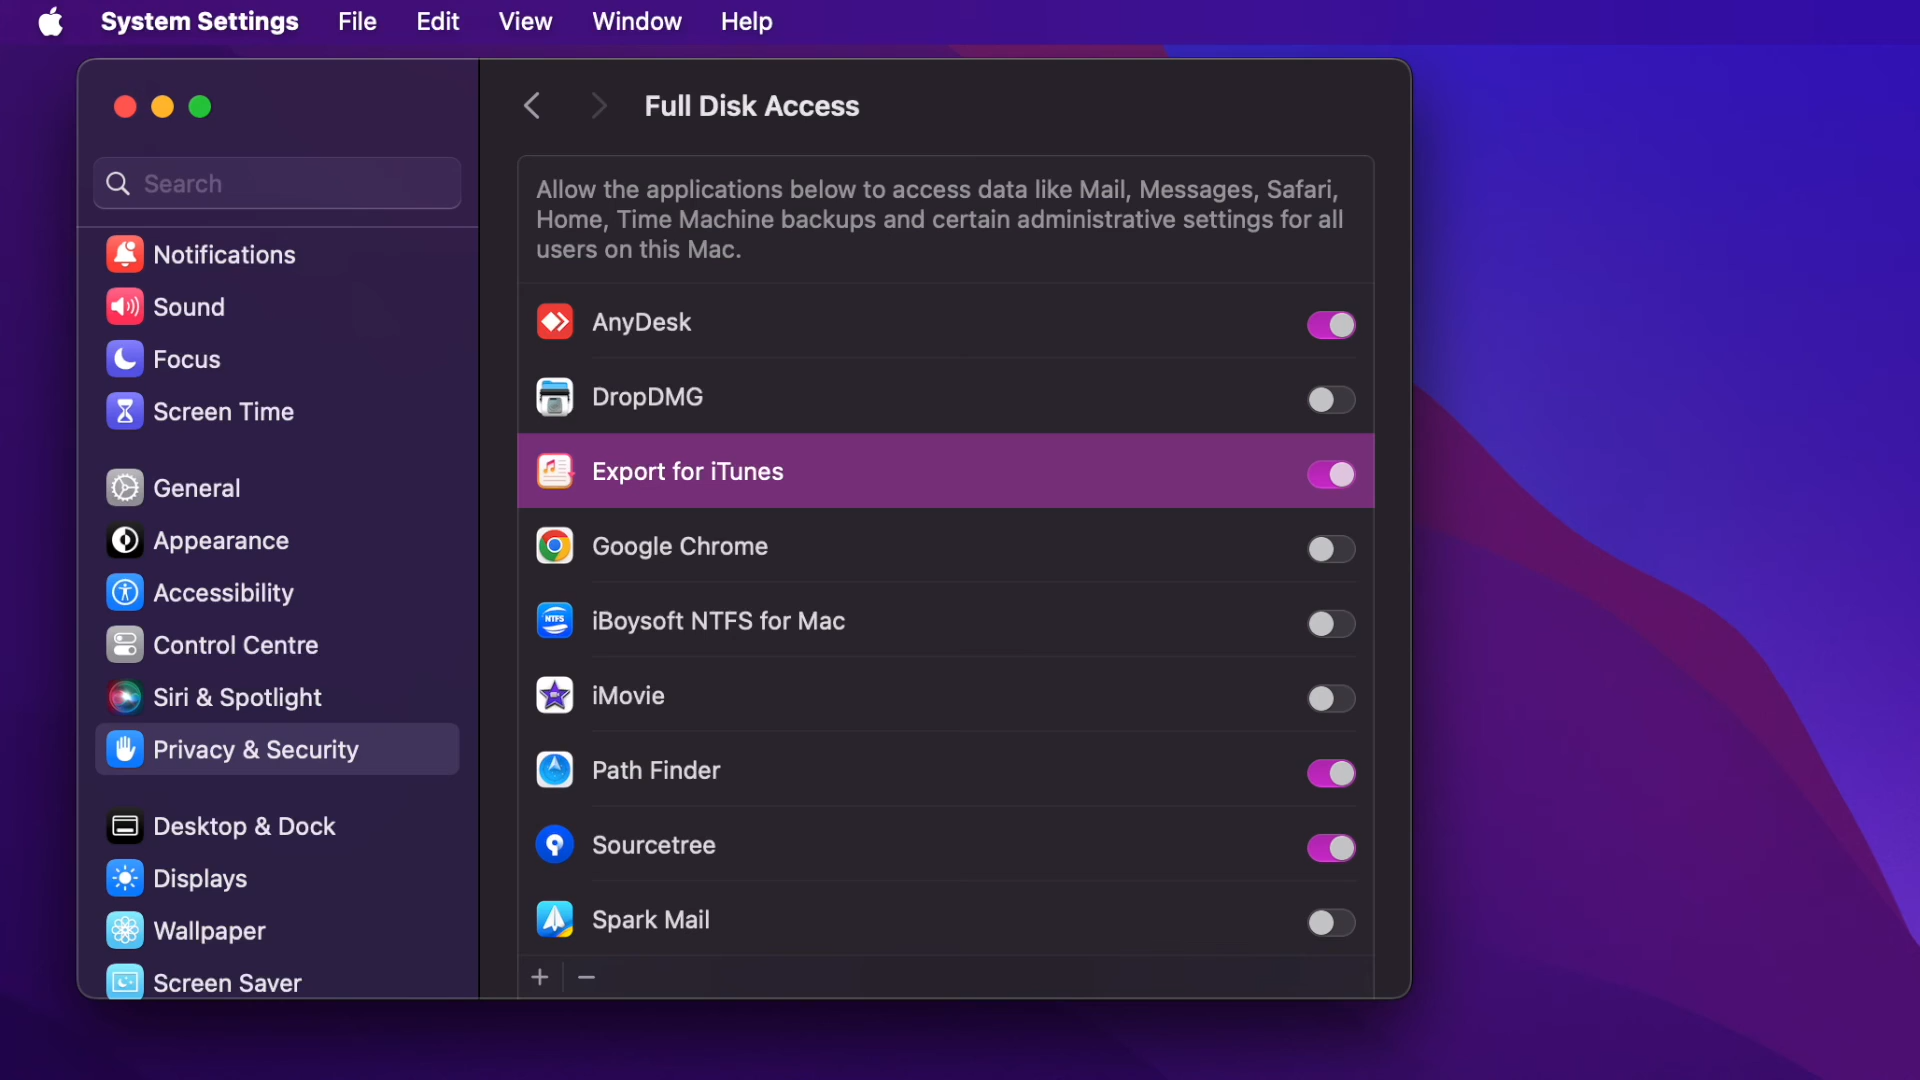 System Settings File Edit View Window Help
Full Disk Access
Search
Notifications
Sound
Focus
Screen Time
General
Appearance
Accessibility
Control Centre
Siri & Spotlight
Privacy & Security
Desktop & Dock
Displays
Wallpaper
Screen Saver
Allow the applications below to access data like Mail, Messages, Safari,
Home, Time Machine backups and certain administrative settings for all
users on this Mac.
AnyDesk
DropDMG
Export for iTunes
Google Chrome
NTFS
iBoysoft NTFS for Mac
iMovie
Path Finder
Sourcetree
Spark Mail